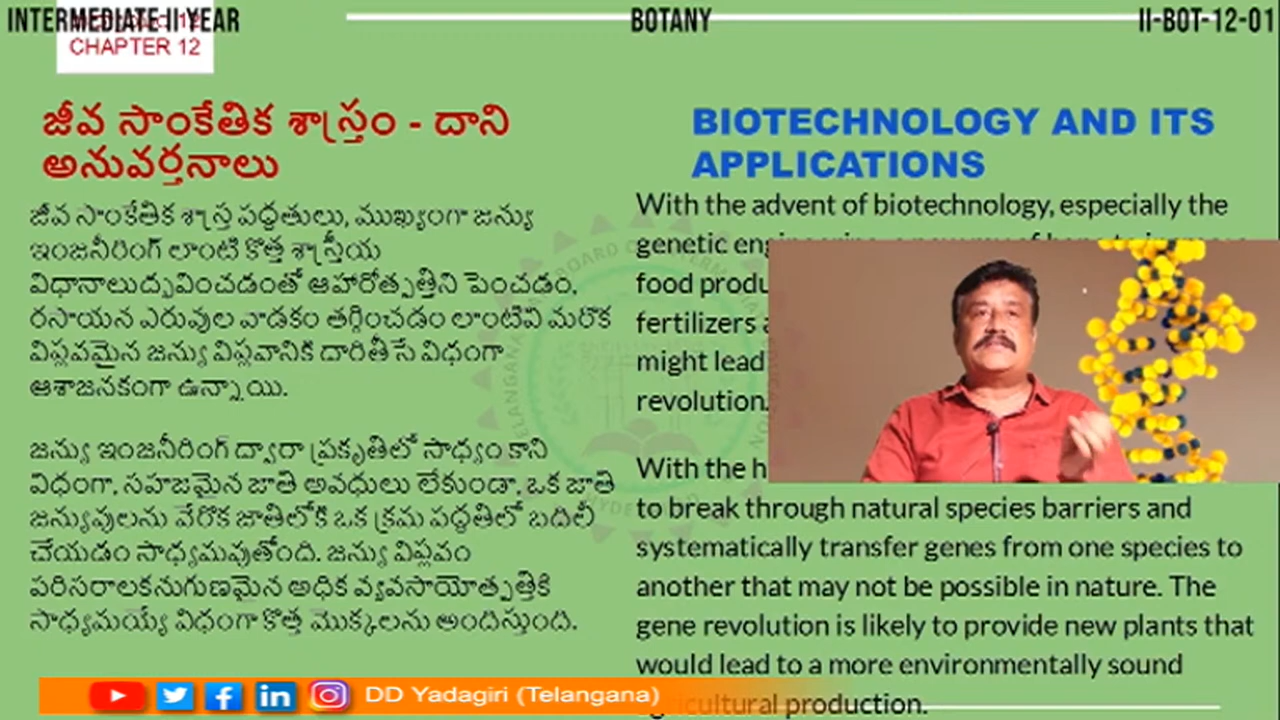 INTERMEDIATE II YEAR
BOTANY
II-BOT-12-01
CHAPTER 12
జీవ సాంకేతిక శాస్త్రం - దాని
అనువర్తనాలు
జీవ సాంకేతిక శాస్త్ర పద్ధతులు, ముఖ్యంగా జన్యు
ఇంజనీరింగ్ లాంటి కొత్త శాస్త్రీయ
విధానాలుద్భవించడంతో ఆహారోత్పత్తిని పెంచడం,
రసాయన ఎరువుల వాడకం తగ్గించడం లాంటివి మరొక
విప్లవమైన జన్యు విప్లవానికి దారితీసే విధంగా
ఆశాజనకంగా ఉన్నాయి.
జన్యు ఇంజనీరింగ్ ద్వారా ప్రకృతిలో సాధ్యం కాని
విధంగా, సహజమైన జాతి అవధులు లేకుండా, ఒక జాతి
జన్యువులను వేరొక జాతిలోకి ఒక క్రమ పద్ధతిలో బదిలీ
చేయడం సాధ్యమవుతోంది. జన్యు విప్లవం
పరిసరాలకనుగుణమైన అధిక వ్యవసాయోత్పత్తికి
సాధ్యమయ్యే విధంగా కొత్త మొక్కలను అందిస్తుంది.
BIOTECHNOLOGY AND ITS
APPLICATIONS
With the advent of biotechnology, especially the
genetic
food produ
fertilizers
might lead
revolution.
With the h
to break through natural species barriers and
systematically transfer genes from one species to
another that may not be possible in nature. The
gene revolution is likely to provide new plants that
would lead to a more environmentally sound
agricultural production.
DD Yadagiri (Telangana)